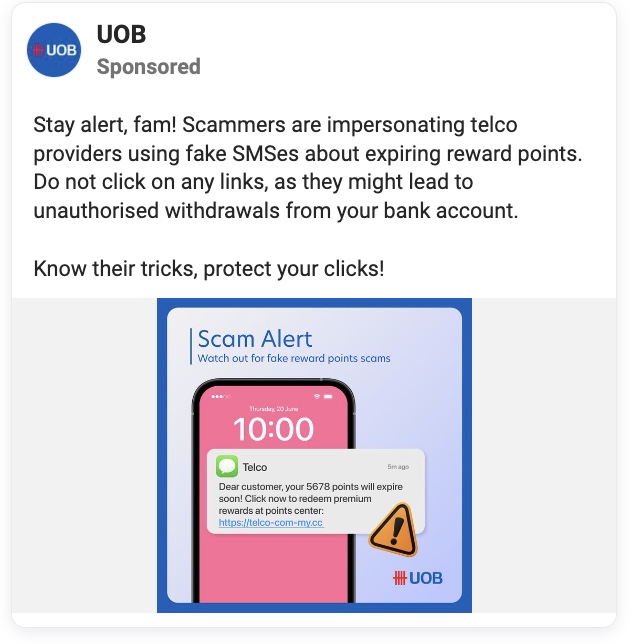 UOB
UOB
Sponsored
Stay alert, fam! Scammers are impersonating telco
providers using fake SMSes about expiring reward points.
Do not click on any links, as they might lead to
unauthorised withdrawals from your bank account.
Know their tricks, protect your clicks!
Scam Alert
Watch out for fake reward points scams
Thursday, 20 June
10:00
Telco
5m ago
Dear customer, your 5678 points will expire
soon! Click now to redeem premium
rewards at points center:
https://telco-com-my.cc
UOB